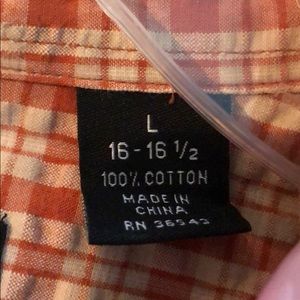 L
16 - 16 1/2
100% COTTON
MADE IN
CHINA
RN 36543